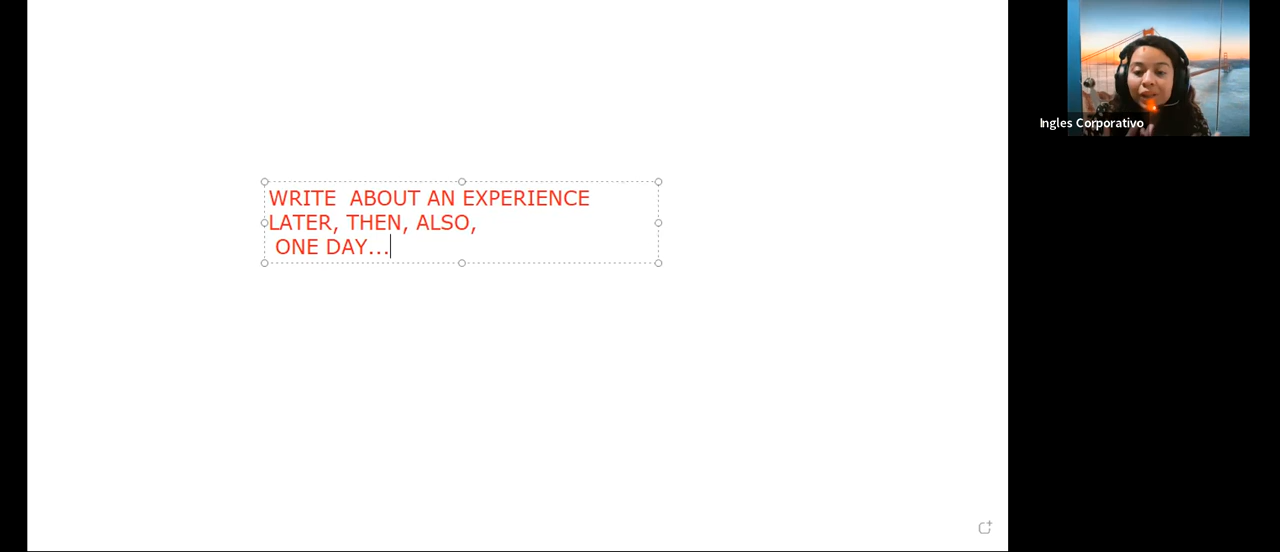 WRITE  ABOUT AN EXPERIENCE
LATER, THEN, ALSO,
ONE DAY...
Ingles Corporativo